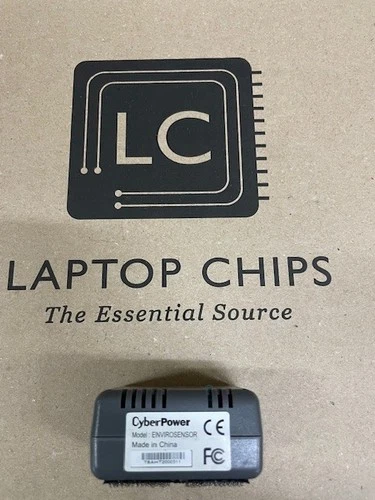 LC
LAPTOP CHIPS
The Essential Source
CyberPower
Model : ENVIROSENSOR
Made in China
CE
FC